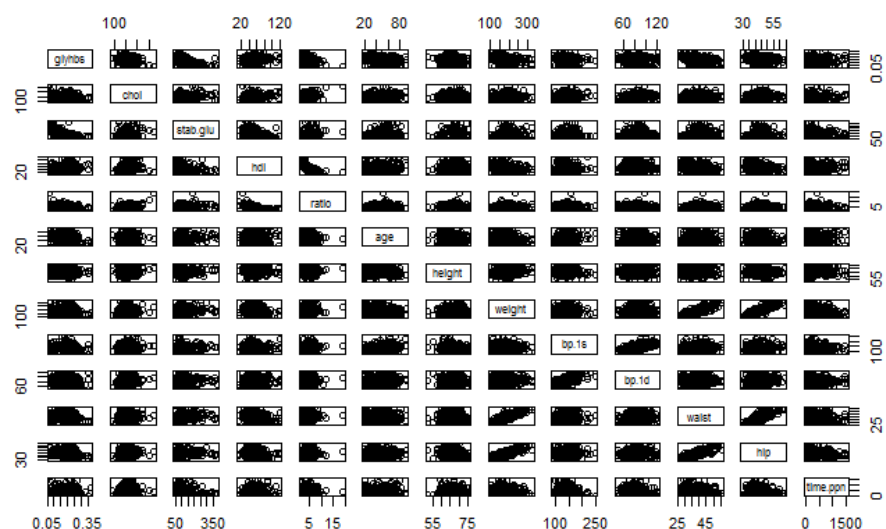 100 20 120 20 80 100 300 60 120 30 55
glyhbs 0.05
100 chol
stab.glu 50
20 hdl
ratio 5
20 age
height 55
100 weight
bp.1s 100
60 bp.1d
waist 25
30 hip
time.ppn 0
0.05 0.35 50 350 5 15 55 75 100 250 25 45 0 1500